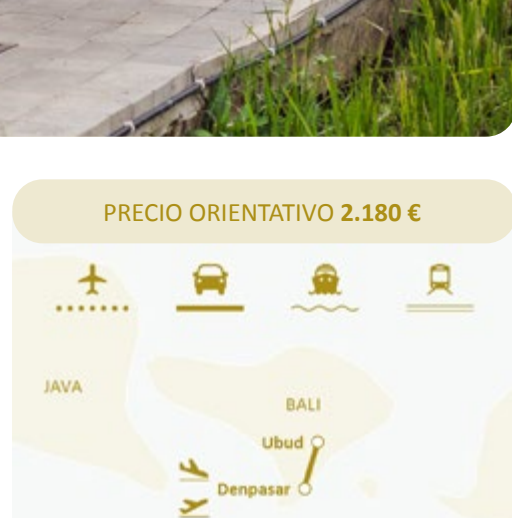 PRECIO ORIENTATIVO 2.180 €
JAVA
BALI
Ubud
Denpasar